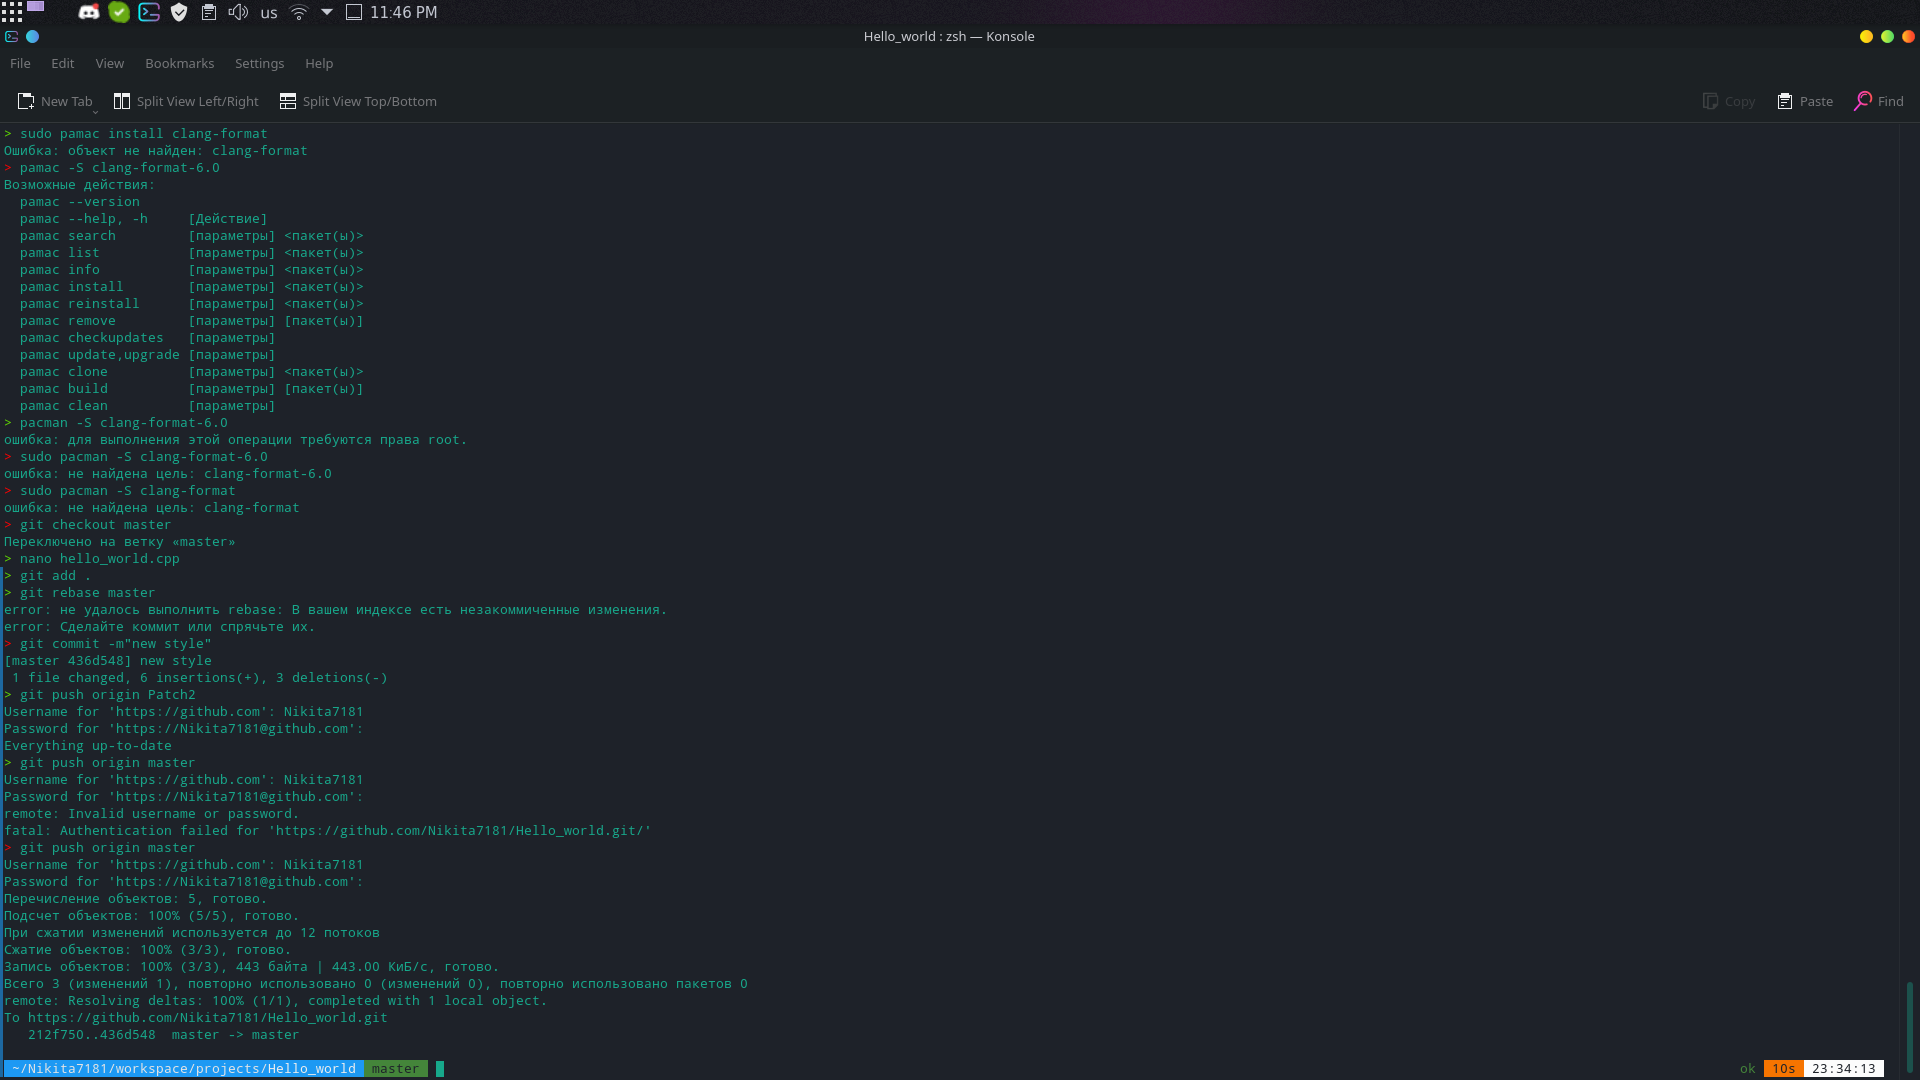 us 11:46 PM
Hello_world : zsh — Konsole
File Edit View Bookmarks Settings Help
New Tab Split View Left/Right Split View Top/Bottom Copy Paste Find
> sudo pamac install clang-format
Ошибка: объект не найден: clang-format
> pamac -S clang-format-6.0
Возможные действия:
  pamac --version
  pamac --help, -h     [Действие]
  pamac search         [параметры] <пакет(ы)>
  pamac list           [параметры] <пакет(ы)>
  pamac info           [параметры] <пакет(ы)>
  pamac install        [параметры] <пакет(ы)>
  pamac reinstall      [параметры] <пакет(ы)>
  pamac remove         [параметры] [пакет(ы)]
  pamac checkupdates   [параметры]
  pamac update,upgrade [параметры]
  pamac clone          [параметры] <пакет(ы)>
  pamac build          [параметры] [пакет(ы)]
  pamac clean          [параметры]
> pacman -S clang-format-6.0
ошибка: для выполнения этой операции требуются права root.
> sudo pacman -S clang-format-6.0
ошибка: не найдена цель: clang-format-6.0
> sudo pacman -S clang-format
ошибка: не найдена цель: clang-format
> git checkout master
Переключено на ветку «master»
> nano hello_world.cpp
> git add .
> git rebase master
error: не удалось выполнить rebase: В вашем индексе есть незакоммиченные изменения.
error: Сделайте коммит или спрячьте их.
> git commit -m"new style"
[master 436d548] new style
 1 file changed, 6 insertions(+), 3 deletions(-)
> git push origin Patch2
Username for 'https://github.com': Nikita7181
Password for 'https://Nikita7181@github.com':
Everything up-to-date
> git push origin master
Username for 'https://github.com': Nikita7181
Password for 'https://Nikita7181@github.com':
remote: Invalid username or password.
fatal: Authentication failed for 'https://github.com/Nikita7181/Hello_world.git/'
> git push origin master
Username for 'https://github.com': Nikita7181
Password for 'https://Nikita7181@github.com':
Перечисление объектов: 5, готово.
Подсчет объектов: 100% (5/5), готово.
При сжатии изменений используется до 12 потоков
Сжатие объектов: 100% (3/3), готово.
Запись объектов: 100% (3/3), 443 байта | 443.00 КиБ/с, готово.
Всего 3 (изменений 1), повторно использовано 0 (изменений 0), повторно использовано пакетов 0
remote: Resolving deltas: 100% (1/1), completed with 1 local object.
To https://github.com/Nikita7181/Hello_world.git
   212f750..436d548  master -> master
~/Nikita7181/workspace/projects/Hello_world master ok 10s 23:34:13